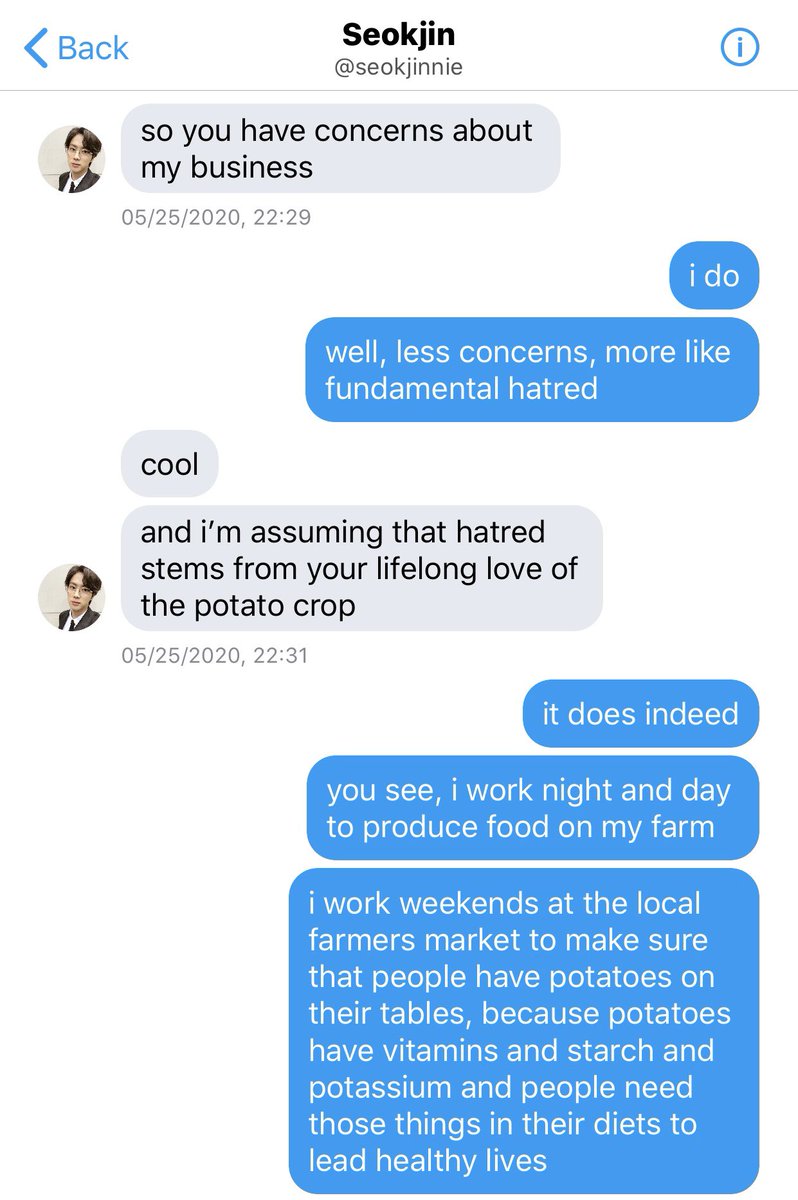 Back
Seokjin
@seokjinnie
so you have concerns about
my business
05/25/2020, 22:29
i do
well, less concerns, more like
fundamental hatred
cool
and i’m assuming that hatred
stems from your lifelong love of
the potato crop
05/25/2020, 22:31
it does indeed
you see, i work night and day
to produce food on my farm
i work weekends at the local
farmers market to make sure
that people have potatoes on
their tables, because potatoes
have vitamins and starch and
potassium and people need
those things in their diets to
lead healthy lives